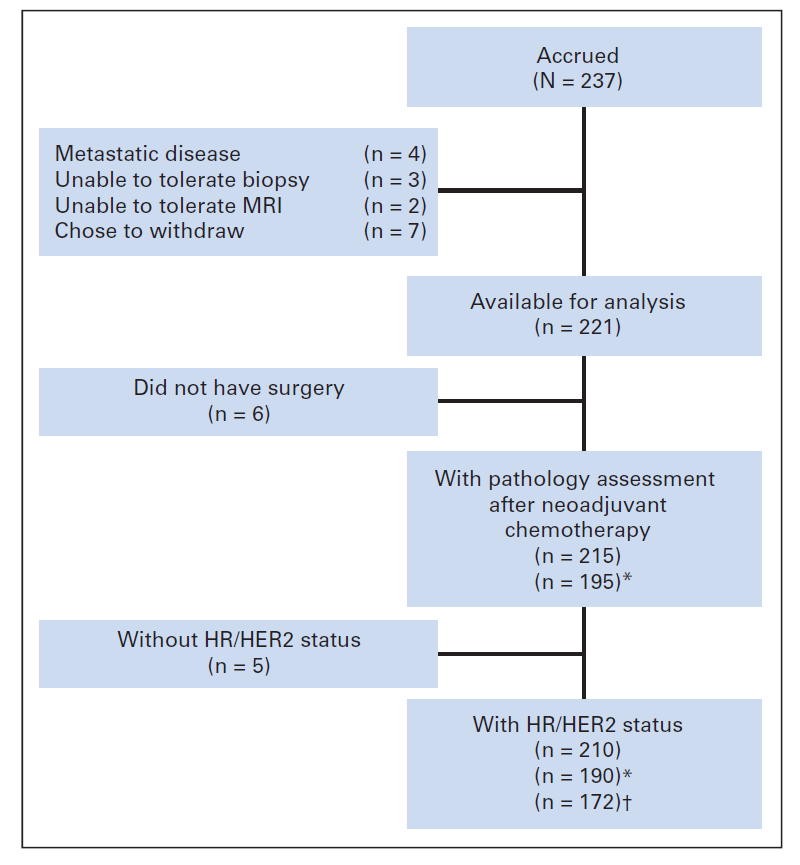 Accrued
(N = 237)
Metastatic disease (n = 4)
Unable to tolerate biopsy (n = 3)
Unable to tolerate MRI (n = 2)
Chose to withdraw (n = 7)
Available for analysis
(n = 221)
Did not have surgery
(n = 6)
With pathology assessment
after neoadjuvant
chemotherapy
(n = 215)
(n = 195)*
Without HR/HER2 status
(n = 5)
With HR/HER2 status
(n = 210)
(n = 190)*
(n = 172)†